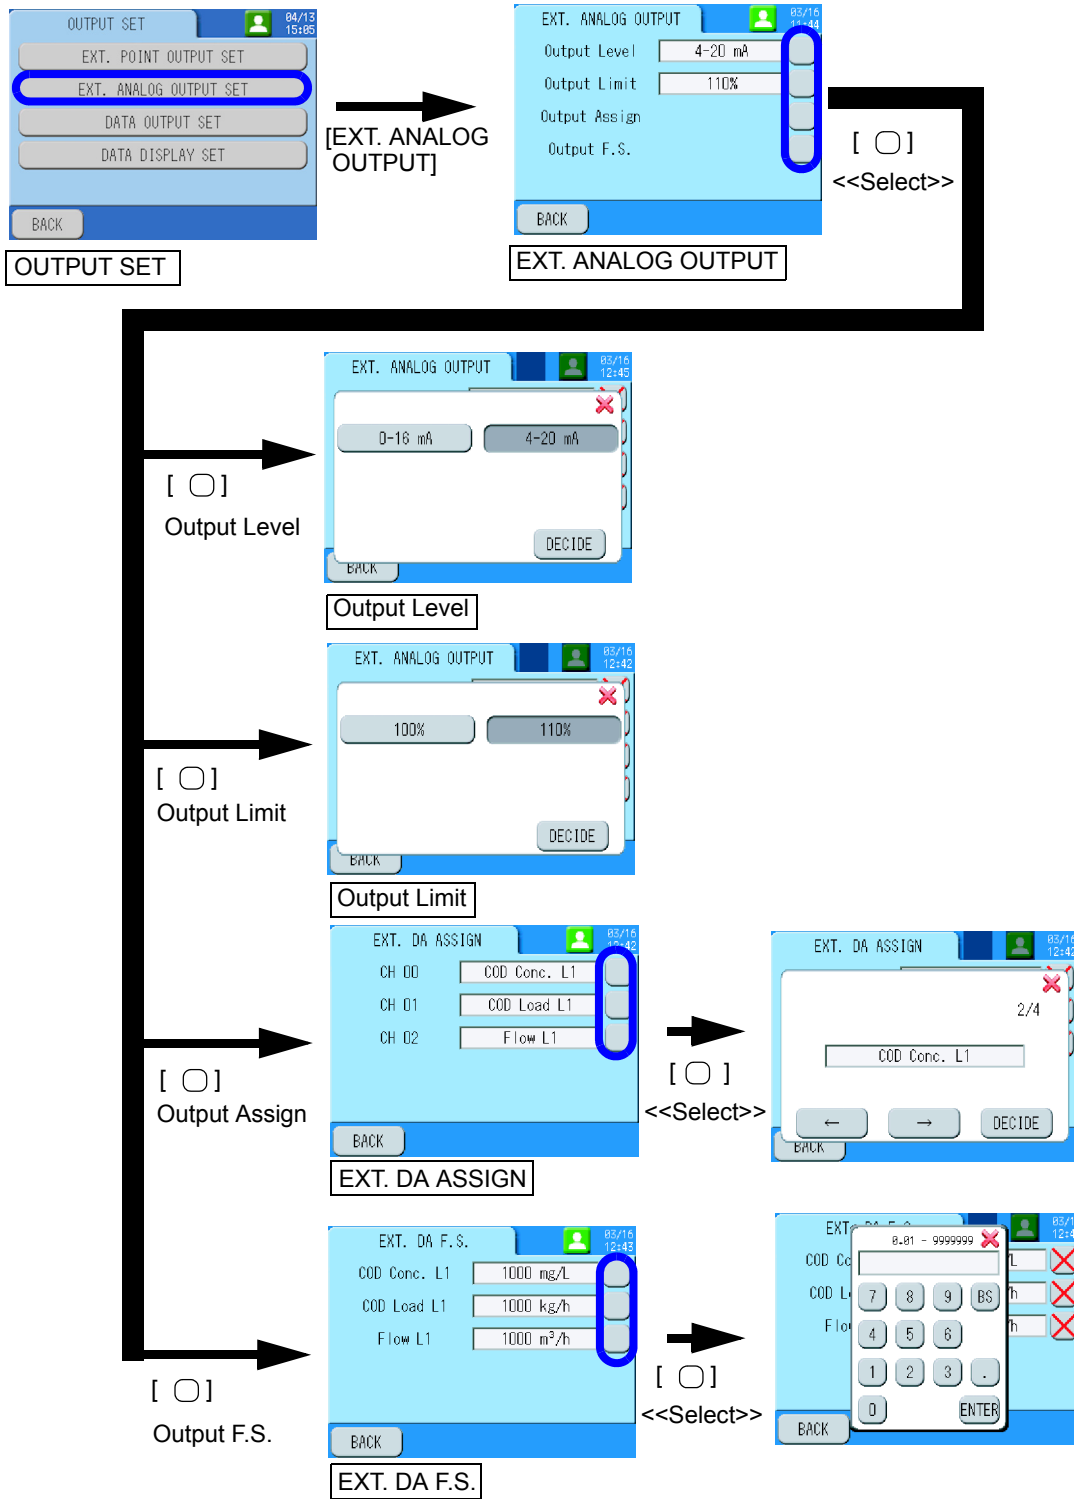 OUTPUT SET
04/13
15:05
EXT. POINT OUTPUT SET
EXT. ANALOG OUTPUT SET
DATA OUTPUT SET
DATA DISPLAY SET
BACK
OUTPUT SET
[EXT. ANALOG
OUTPUT]
EXT. ANALOG OUTPUT
03/16
11:44
Output Level 4-20 mA
Output Limit 110%
Output Assign
Output F.S.
BACK
EXT. ANALOG OUTPUT
[ ]
<<Select>>
EXT. ANALOG OUTPUT
03/16
12:45
0-16 mA 4-20 mA
DECIDE
BACK
[ ]
Output Level
Output Level
EXT. ANALOG OUTPUT
03/16
12:42
100% 110%
DECIDE
BACK
[ ]
Output Limit
Output Limit
EXT. DA ASSIGN
03/16
12:42
CH 00 COD Conc. L1
CH 01 COD Load L1
CH 02 Flow L1
BACK
[ ]
Output Assign
EXT. DA ASSIGN
[ ]
<<Select>>
EXT. DA ASSIGN
03/16
12:42
2/4
COD Conc. L1
← → DECIDE
BACK
EXT. DA F.S.
03/16
12:43
COD Conc. L1 1000 mg/L
COD Load L1 1000 kg/h
Flow L1 1000 m³/h
BACK
[ ]
Output F.S.
EXT. DA F.S.
[ ]
<<Select>>
0.01 - 9999999
7 8 9 BS
4 5 6
1 2 3 .
0 ENTER
BACK